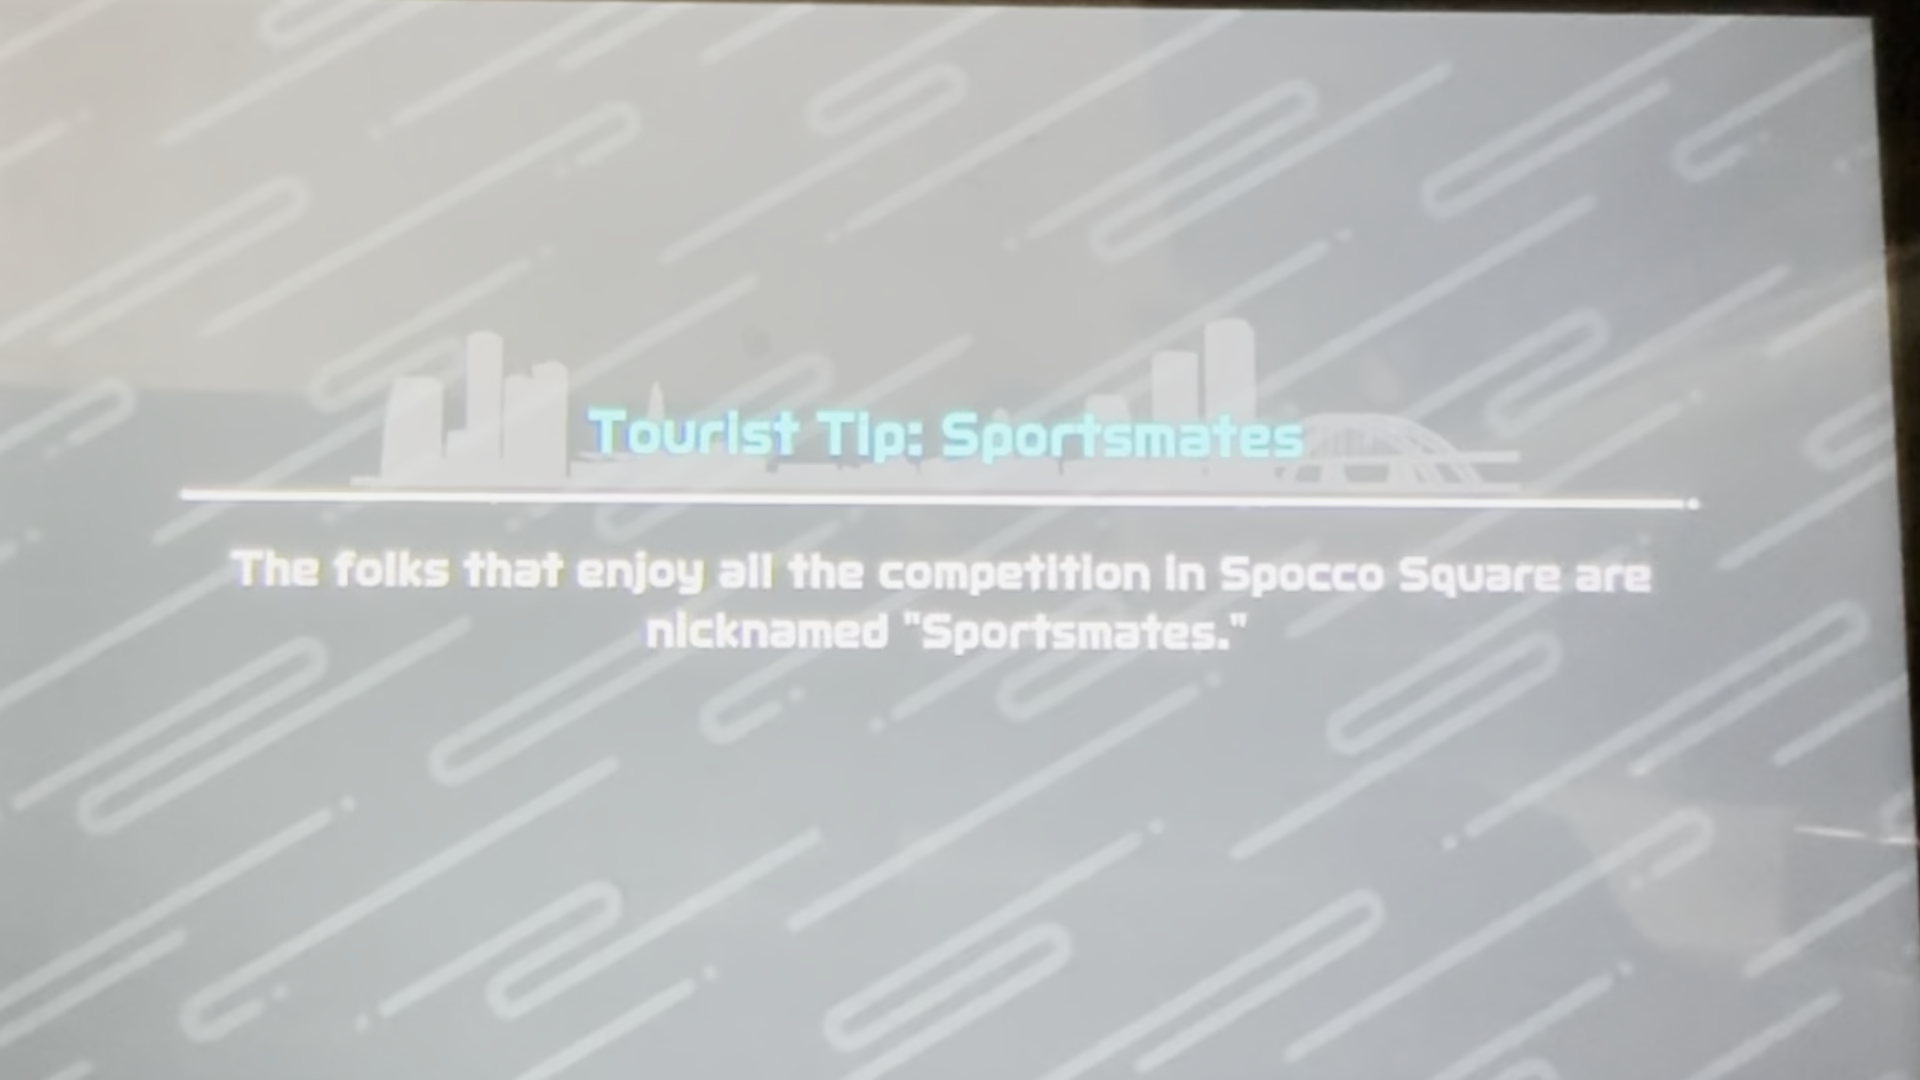 Tourist Tip: Sportsmates
The folks that enjoy all the competition in Spocco Square are
nicknamed "Sportsmates."